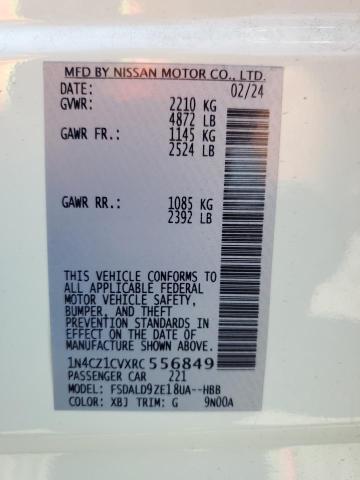 MFD BY NISSAN MOTOR CO., LTD.
DATE: 02/24
GVWR: 2210 KG
4872 LB
GAWR FR.: 1145 KG
2524 LB
GAWR RR.: 1085 KG
2392 LB
THIS VEHICLE CONFORMS TO
ALL APPLICABLE FEDERAL
MOTOR VEHICLE SAFETY,
BUMPER, AND THEFT
PREVENTION STANDARDS IN
EFFECT ON THE DATE OF
MANUFACTURE SHOWN ABOVE.
1N4CZ1CVXRC556849
PASSENGER CAR 221
MODEL: FSDALD9ZE18UA--HBB
COLOR: XBJ TRIM: G 9N00A